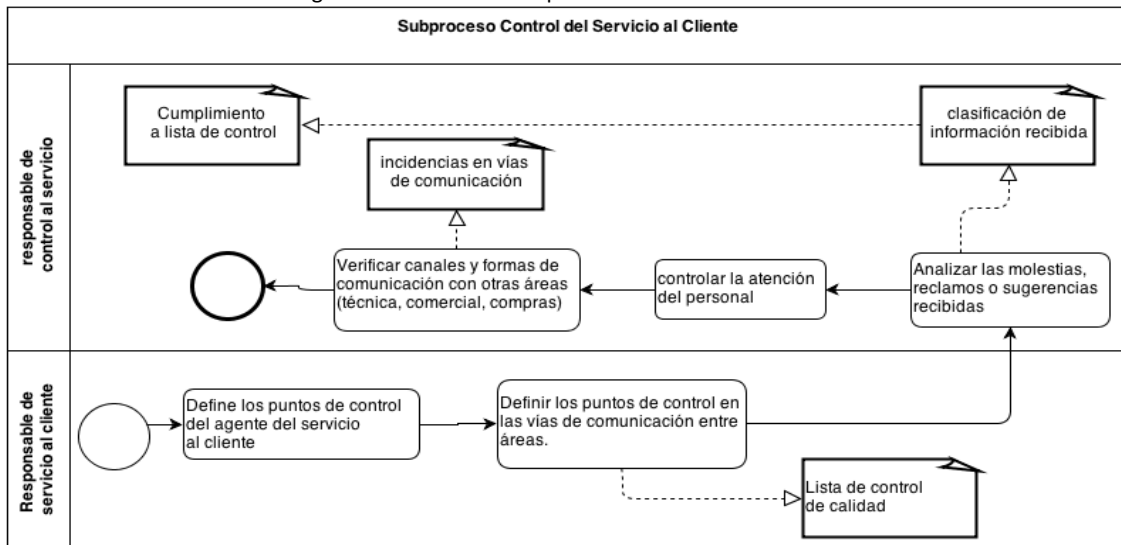 Subproceso Control del Servicio al Cliente
responsable de
control al servicio
Cumplimiento
a lista de control
clasificación de
información recibida
incidencias en vías
de comunicación
Verificar canales y formas de
comunicación con otras áreas
(técnica, comercial, compras)
controlar la atención
del personal
Analizar las molestias,
reclamos o sugerencias
recibidas
Responsable de
servicio al cliente
Define los puntos de control
del agente del servicio
al cliente
Definir los puntos de control en
las vías de comunicación entre
áreas.
Lista de control
de calidad